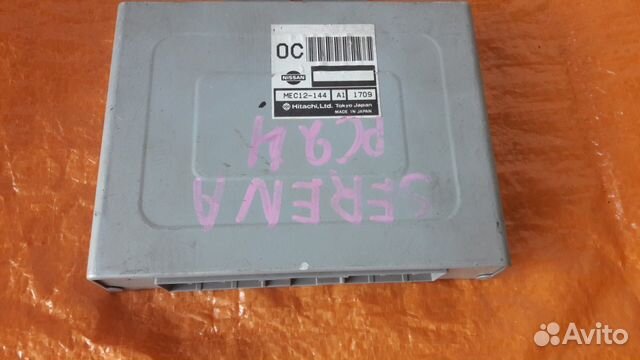 OC
NISSAN
MEC12-144 A1 1709
Hitachi, Ltd. Tokyo Japan
MADE IN JAPAN
SERENA
PC24
Avito